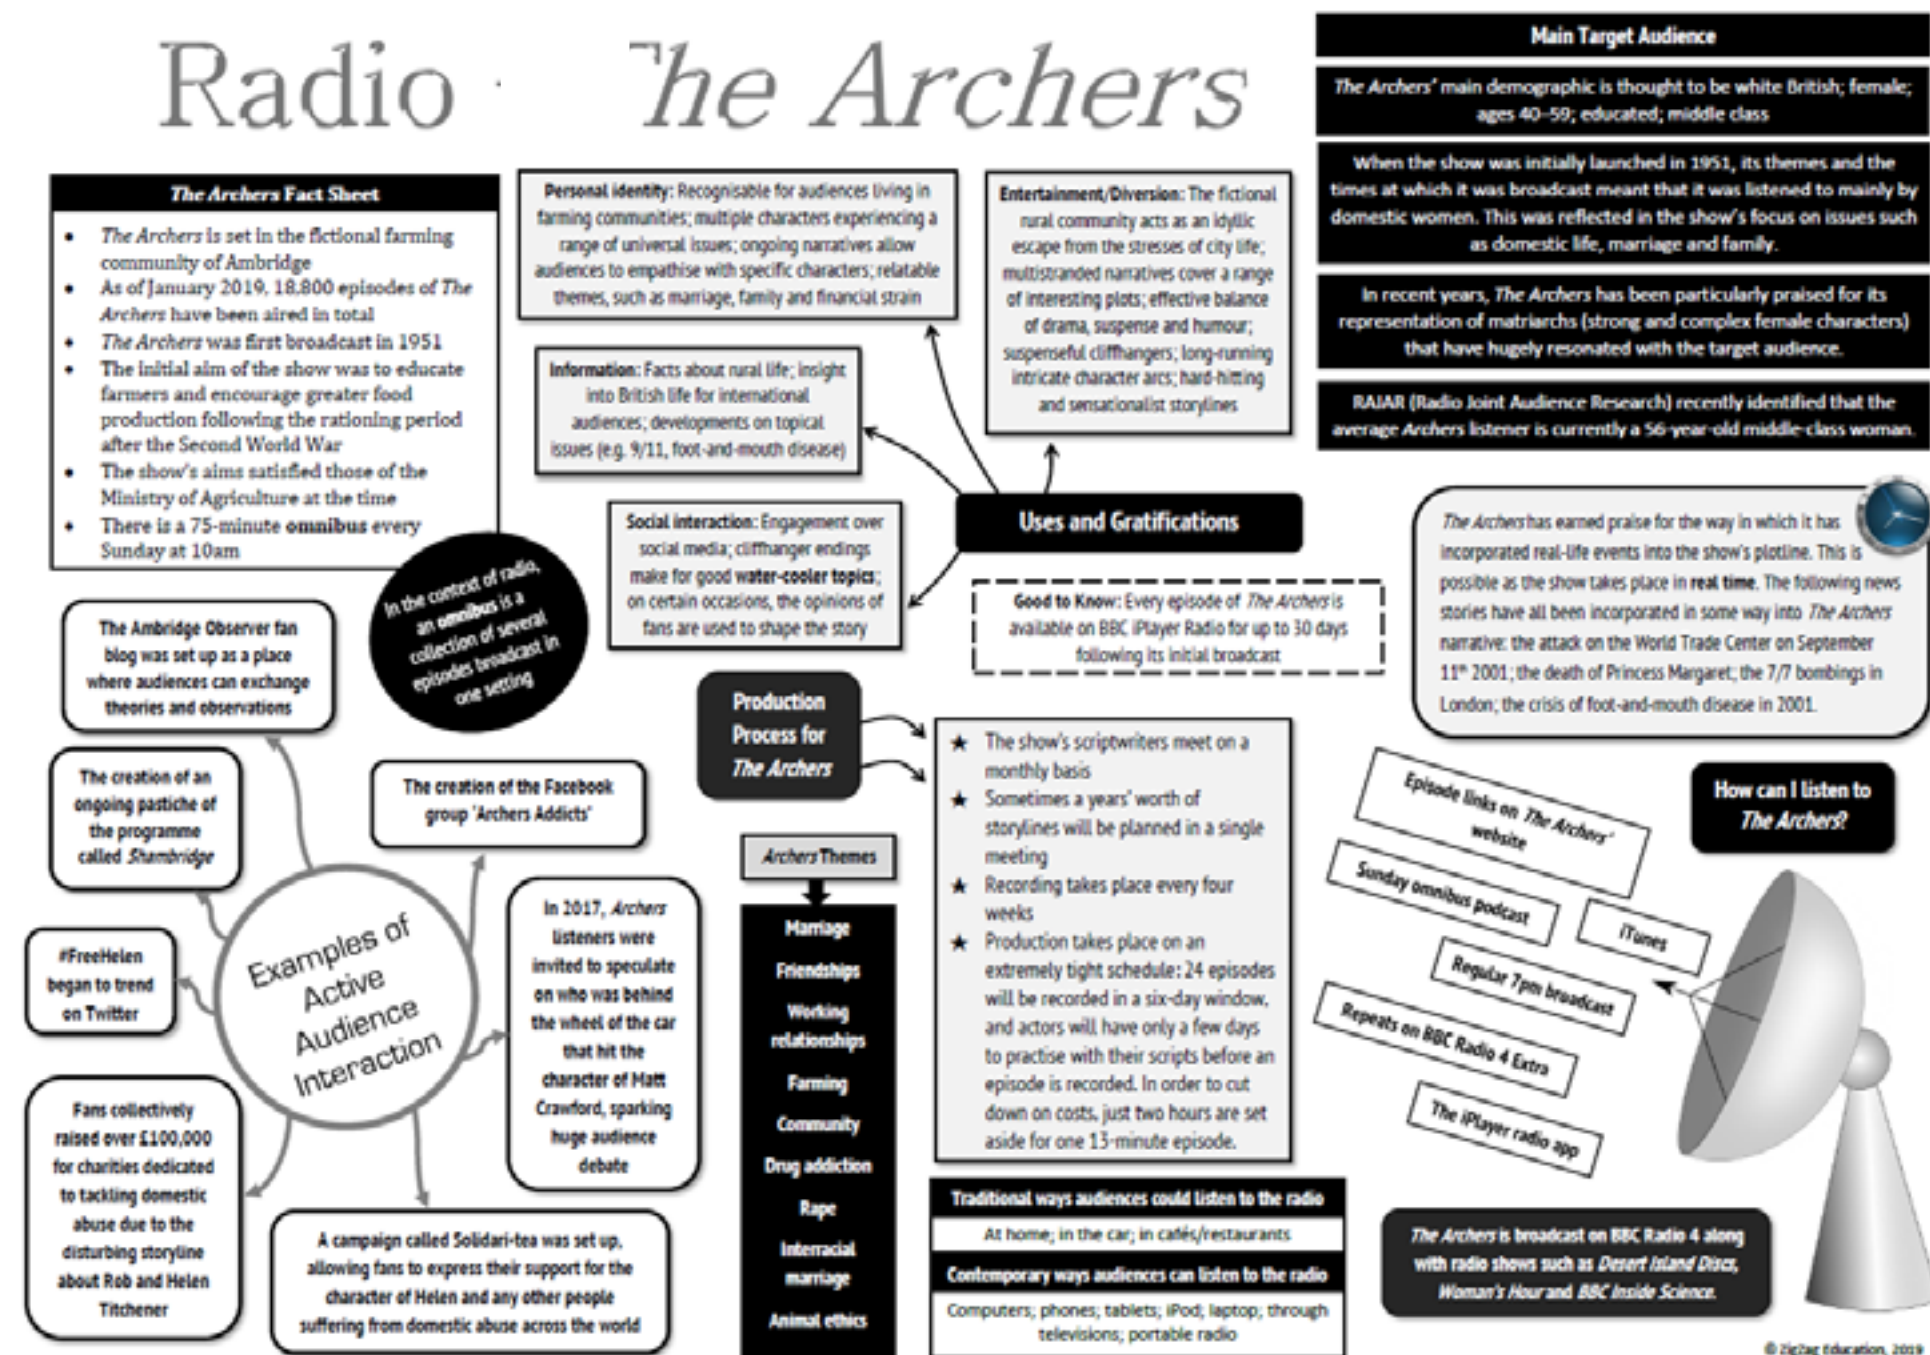 Radio - The Archers
The Archers Fact Sheet
• The Archers is set in the fictional farming
community of Ambridge
• As of January 2019, 18,800 episodes of The
Archers have been aired in total
• The Archers was first broadcast in 1951
• The initial aim of the show was to educate
farmers and encourage greater food
production following the rationing period
after the Second World War
• The show's aims satisfied those of the
Ministry of Agriculture at the time
• There is a 75-minute omnibus every
Sunday at 10am
In the context of radio,
an omnibus is a
collection of several
episodes broadcast in
one setting
Personal identity: Recognisable for audiences living in
farming communities; multiple characters experiencing a
range of universal issues; ongoing narratives allow
audiences to empathise with specific characters; relatable
themes, such as marriage, family and financial strain
Information: Facts about rural life; insight
into British life for international
audiences; developments on topical
issues (e.g. 9/11, foot-and-mouth disease)
Social interaction: Engagement over
social media; cliffhanger endings
make for good water-cooler topics;
on certain occasions, the opinions of
fans are used to shape the story
Entertainment/Diversion: The fictional
rural community acts as an idyllic
escape from the stresses of city life;
multistranded narratives cover a range
of interesting plots; effective balance
of drama, suspense and humour;
suspenseful cliffhangers; long-running
intricate character arcs; hard-hitting
and sensationalist storylines
Uses and Gratifications
Good to Know: Every episode of The Archers is
available on BBC iPlayer Radio for up to 30 days
following its initial broadcast
Main Target Audience
The Archers' main demographic is thought to be white British; female;
ages 40–59; educated; middle class
When the show was initially launched in 1951, its themes and the
times at which it was broadcast meant that it was listened to mainly by
domestic women. This was reflected in the show's focus on issues such
as domestic life, marriage and family.
In recent years, The Archers has been particularly praised for its
representation of matriarchs (strong and complex female characters)
that have hugely resonated with the target audience.
RAJAR (Radio Joint Audience Research) recently identified that the
average Archers listener is currently a 56-year-old middle-class woman.
The Archers has earned praise for the way in which it has
incorporated real-life events into the show's plotline. This is
possible as the show takes place in real time. The following news
stories have all been incorporated in some way into The Archers
narrative: the attack on the World Trade Center on September
11th 2001; the death of Princess Margaret; the 7/7 bombings in
London; the crisis of foot-and-mouth disease in 2001.
The Ambridge Observer fan
blog was set up as a place
where audiences can exchange
theories and observations
The creation of an
ongoing pastiche of
the programme
called Shambridge
The creation of the Facebook
group 'Archers Addicts'
#FreeHelen
began to trend
on Twitter
Examples of
Active
Audience
Interaction
In 2017, Archers
listeners were
invited to speculate
on who was behind
the wheel of the car
that hit the
character of Matt
Crawford, sparking
huge audience
debate
Fans collectively
raised over £100,000
for charities dedicated
to tackling domestic
abuse due to the
disturbing storyline
about Rob and Helen
Titchener
A campaign called Solidari-tea was set up,
allowing fans to express their support for the
character of Helen and any other people
suffering from domestic abuse across the world
Production
Process for
The Archers
★ The show's scriptwriters meet on a
monthly basis
★ Sometimes a years' worth of
storylines will be planned in a single
meeting
★ Recording takes place every four
weeks
★ Production takes place on an
extremely tight schedule: 24 episodes
will be recorded in a six-day window,
and actors will have only a few days
to practise with their scripts before an
episode is recorded. In order to cut
down on costs, just two hours are set
aside for one 13-minute episode.
Archers Themes
Marriage
Friendships
Working
relationships
Farming
Community
Drug addiction
Rape
Interracial
marriage
Animal ethics
Traditional ways audiences could listen to the radio
At home; in the car; in cafés/restaurants
Contemporary ways audiences can listen to the radio
Computers; phones; tablets; iPod; laptop; through
televisions; portable radio
How can I listen to
The Archers?
Episode links on The Archers'
website
Sunday omnibus podcast
iTunes
Regular 7pm broadcast
Repeats on BBC Radio 4 Extra
The iPlayer radio app
The Archers is broadcast on BBC Radio 4 along
with radio shows such as Desert Island Discs,
Woman's Hour and BBC Inside Science.
© ZigZag Education, 2019